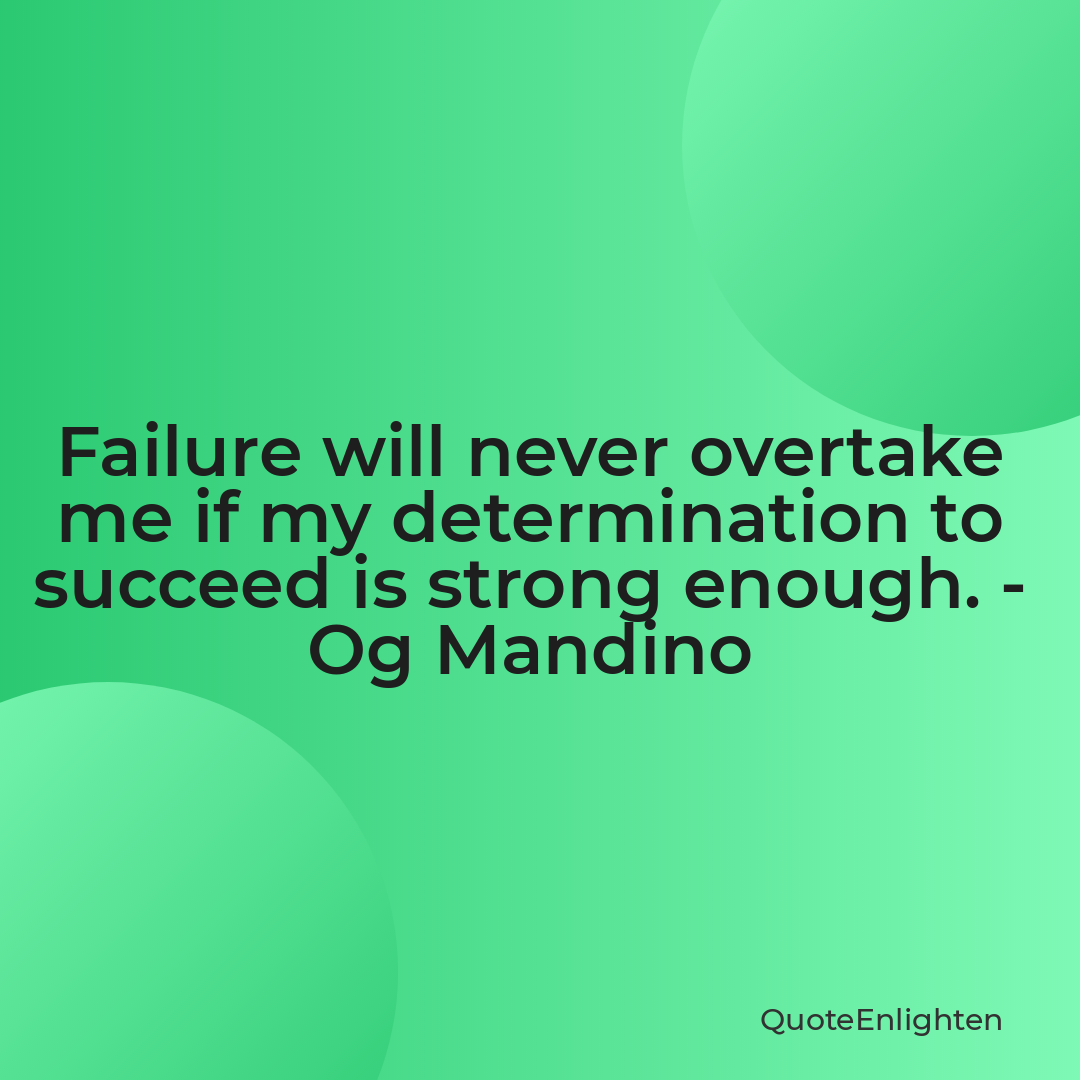 Failure will never overtake
me if my determination to
succeed is strong enough. -
Og Mandino
QuoteEnlighten